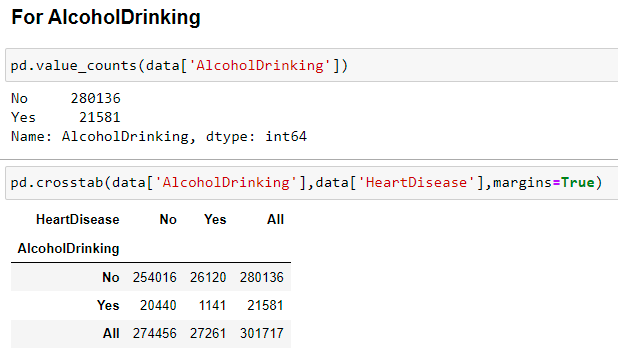 For AlcoholDrinking
pd.value_counts(data['AlcoholDrinking'])
No 280136
Yes 21581
Name: AlcoholDrinking, dtype: int64
pd.crosstab(data['AlcoholDrinking'],data['HeartDisease'],margins=True)
HeartDisease No Yes All
AlcoholDrinking
No 254016 26120 280136
Yes 20440 1141 21581
All 274456 27261 301717